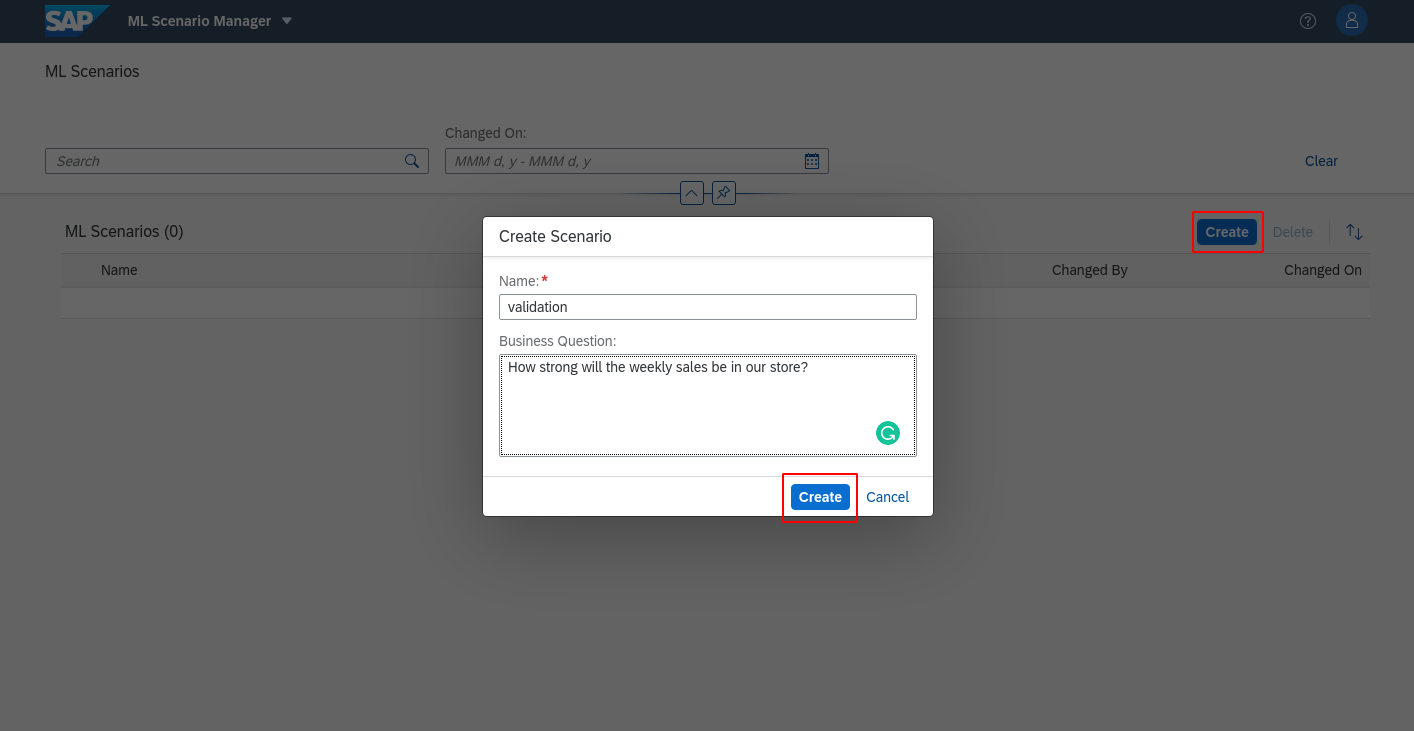 SAP ML Scenario Manager
ML Scenarios
Changed On:
Search
MMM d, y - MMM d, y
Clear
ML Scenarios (0)
Create Delete
Name Changed By Changed On
Create Scenario
Name:*
validation
Business Question:
How strong will the weekly sales be in our store?
Create Cancel